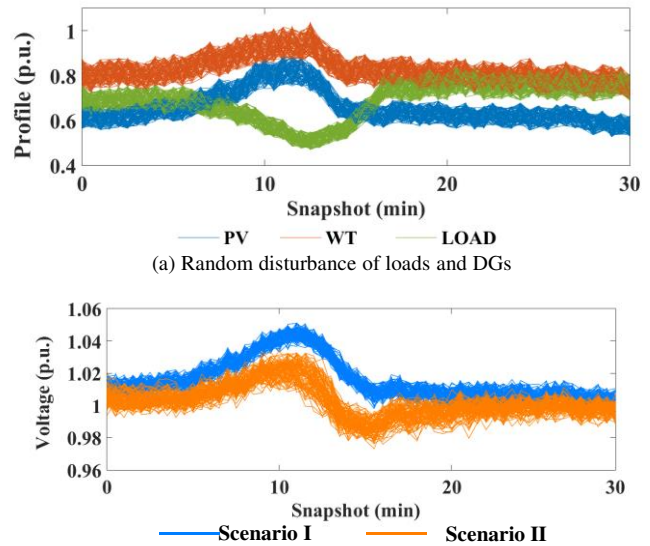 Profile (p.u.)
1
0.8
0.6
0.4
0 10 20 30
Snapshot (min)
PV WT LOAD
(a) Random disturbance of loads and DGs
Voltage (p.u.)
1.06
1.04
1.02
1
0.98
0.96
0 10 20 30
Snapshot (min)
Scenario I Scenario II